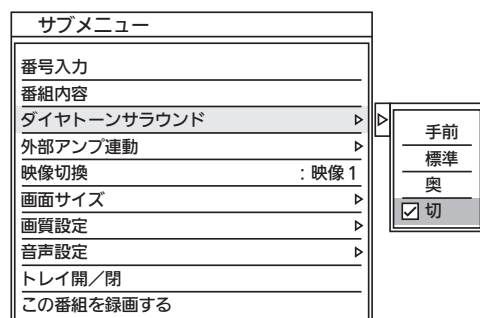 サブメニュー
番号入力
番組内容
ダイヤトーンサラウンド
外部アンプ連動
映像切換 : 映像1
画面サイズ
画質設定
音声設定
トレイ開/閉
この番組を録画する
手前
標準
奥
切